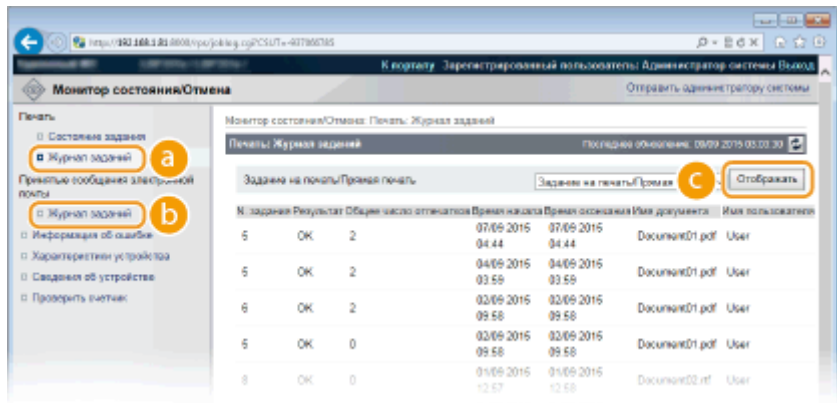 К порталу Зарегистрированный пользователь: Администратор системы Выход
Монитор состояния/Отмена
Отправить администратору системы
Печать
Состояние задания
Журнал заданий
a
Принятые сообщения электронной почты
Журнал заданий
b
Информация об ошибке
Характеристики устройства
Сведения об устройстве
Проверить счетчик
Монитор состояния/Отмена: Печать: Журнал заданий
Печать: Журнал заданий
Последнее обновление: 09/09 2015 03:03:30
Задание на печать/Прямая печать
Задание на печать/Прямая
c
Отображать
N. задания Результат Общее число отпечатков Время начала Время окончания Имя документа Имя пользователя
5 OK 2 07/09 2015 04:44 07/09 2015 04:44 Document01.pdf User
5 OK 2 04/09 2015 03:59 04/09 2015 03:59 Document01.pdf User
6 OK 2 02/09 2015 09:58 02/09 2015 09:58 Document01.pdf User
5 OK 0 02/09 2015 09:58 02/09 2015 09:58 Document01.pdf User
8 OK 0 01/09 2015 12:57 01/09 2015 12:58 Document02.rtf User